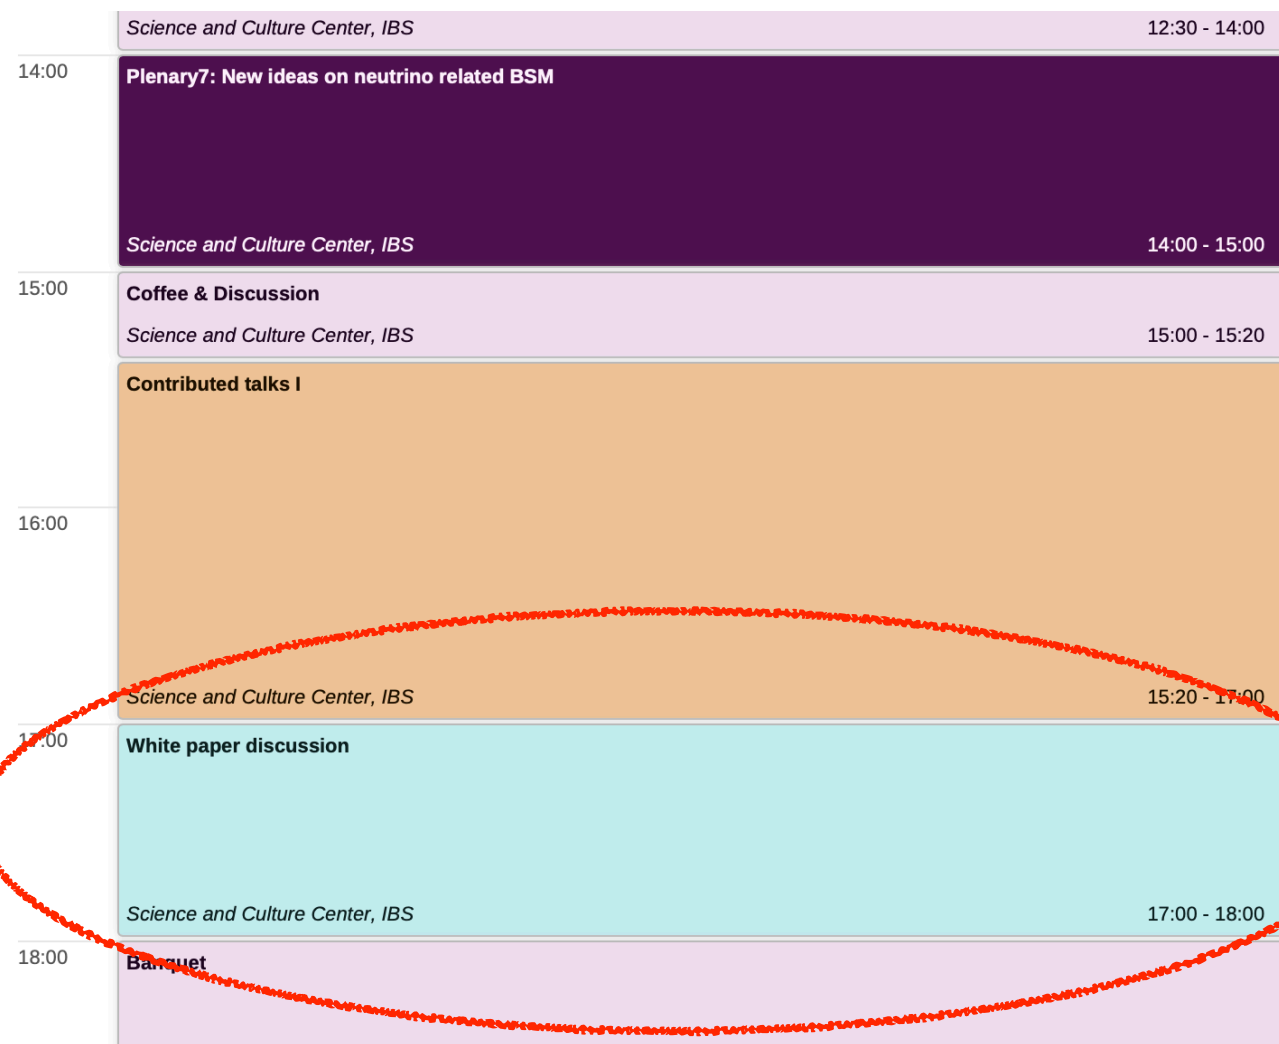 Science and Culture Center, IBS 12:30 - 14:00
14:00
Plenary7: New ideas on neutrino related BSM
Science and Culture Center, IBS 14:00 - 15:00
15:00
Coffee & Discussion
Science and Culture Center, IBS 15:00 - 15:20
Contributed talks I
16:00
Science and Culture Center, IBS 15:20 - 17:00
17:00
White paper discussion
Science and Culture Center, IBS 17:00 - 18:00
18:00
Banquet